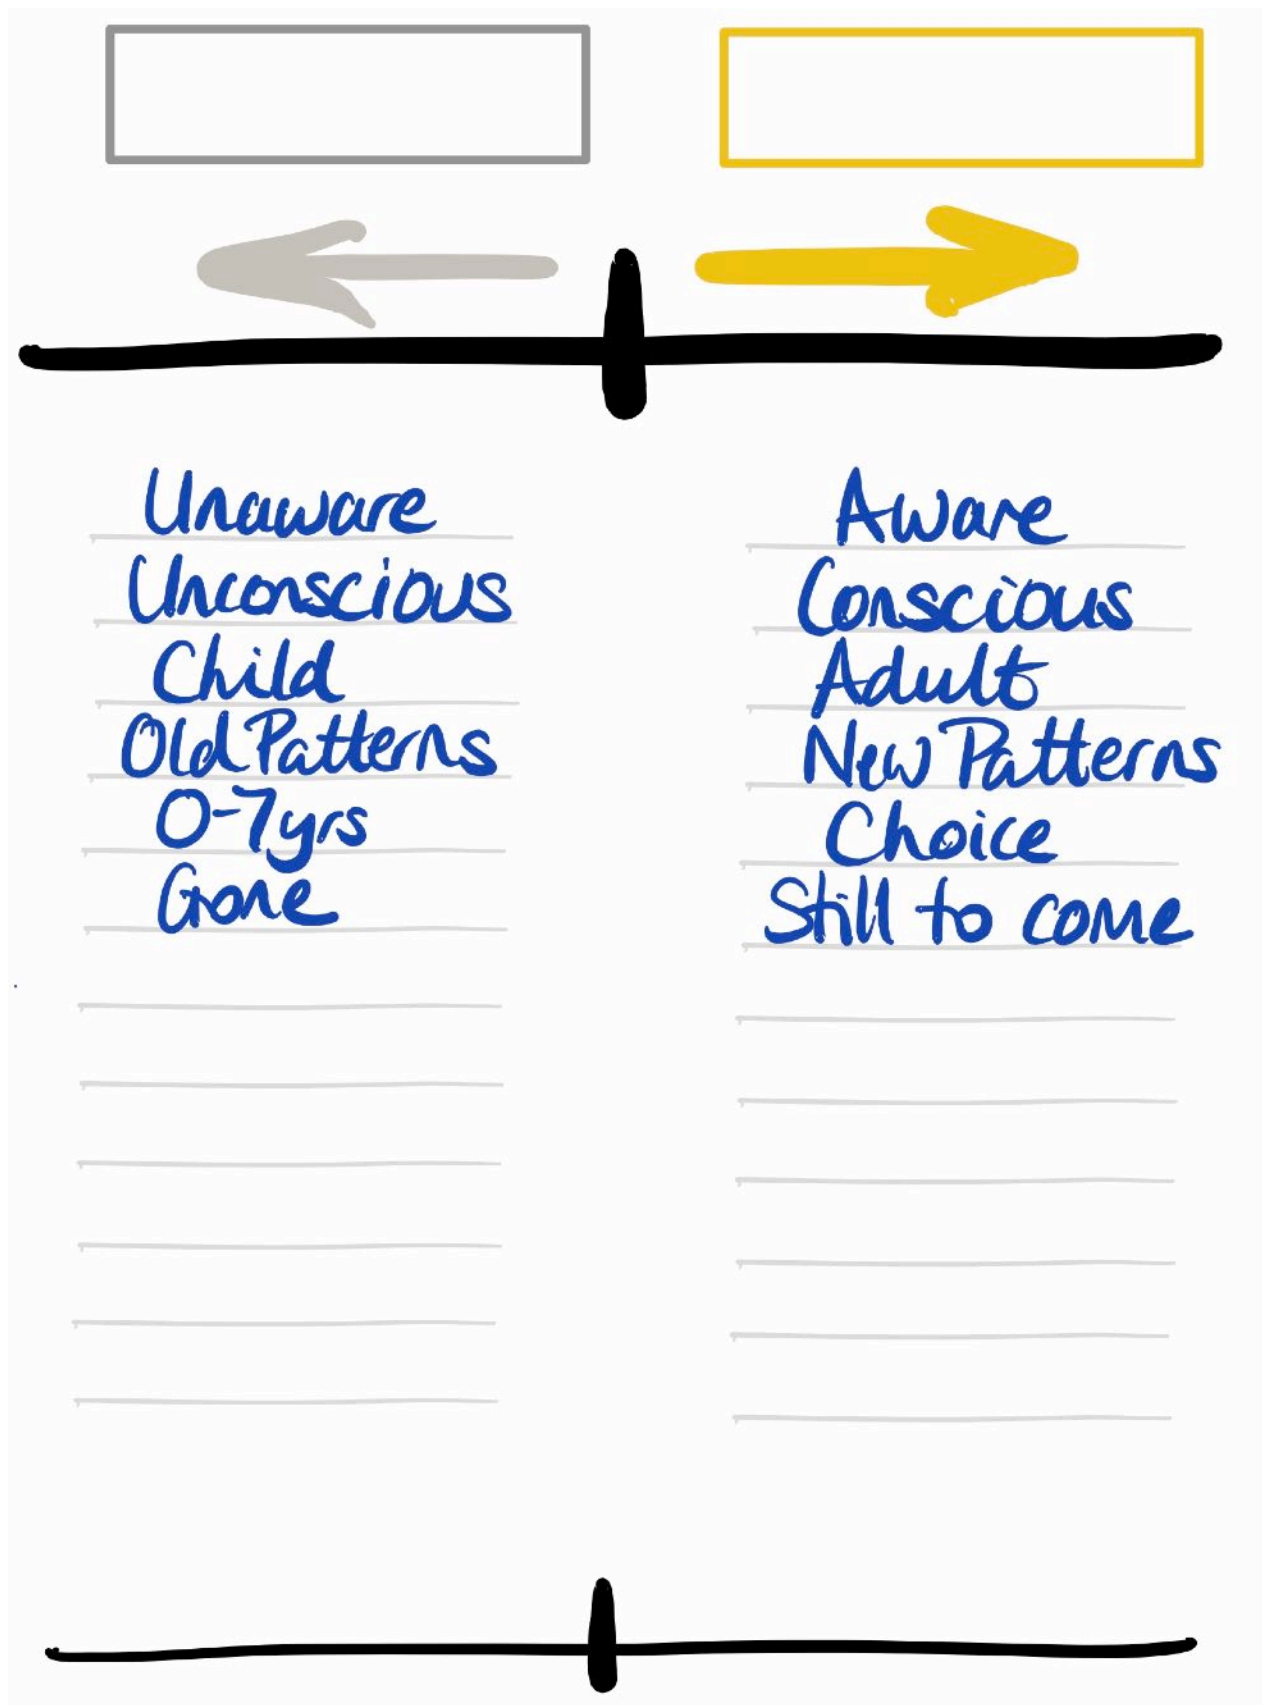 Unaware
Unconscious
Child
Old Patterns
0-7yrs
Gone
Aware
Conscious
Adult
New Patterns
Choice
Still to come